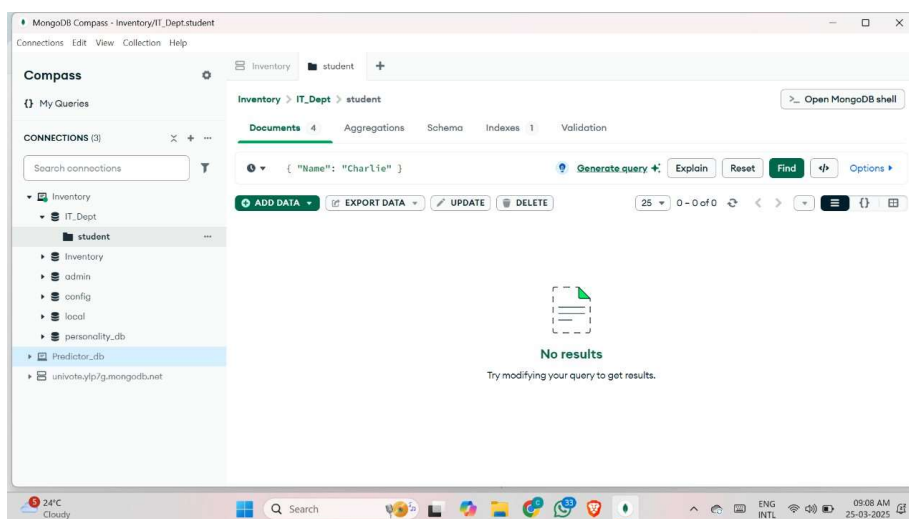 MongoDB Compass - Inventory/IT_Dept.student
Connections Edit View Collection Help
Compass
{} My Queries
CONNECTIONS (3)
Search connections
Inventory
IT_Dept
student
Inventory
admin
config
local
personality_db
Predictor_db
univote.ylp7g.mongodb.net
Inventory student
Inventory > IT_Dept > student
>_ Open MongoDB shell
Documents 4 Aggregations Schema Indexes 1 Validation
{ "Name": "Charlie" }
Generate query Explain Reset Find </> Options
ADD DATA EXPORT DATA UPDATE DELETE
25 0 – 0 of 0 {}
No results
Try modifying your query to get results.
5 24°C
Cloudy
Search
33
ENG
INTL
09:08 AM
25-03-2025